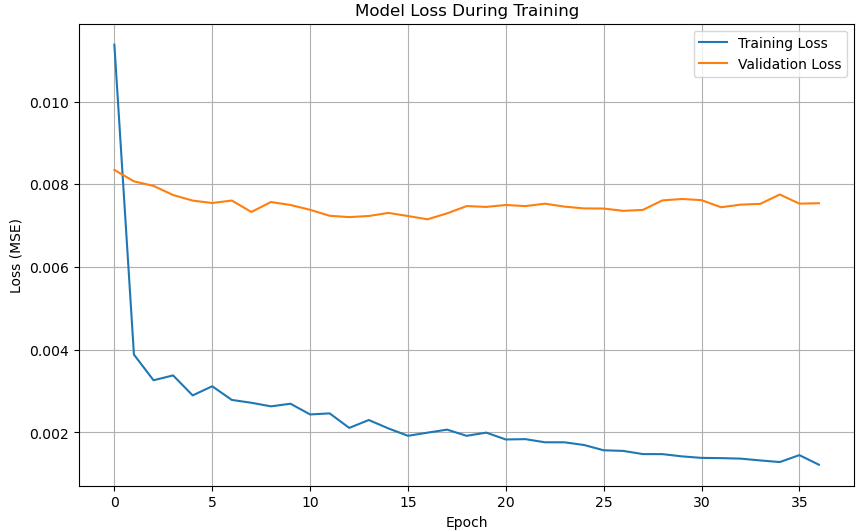 Model Loss During Training
Training Loss
Validation Loss
0.010
0.008
0.006
0.004
0.002
Loss (MSE)
0 5 10 15 20 25 30 35
Epoch